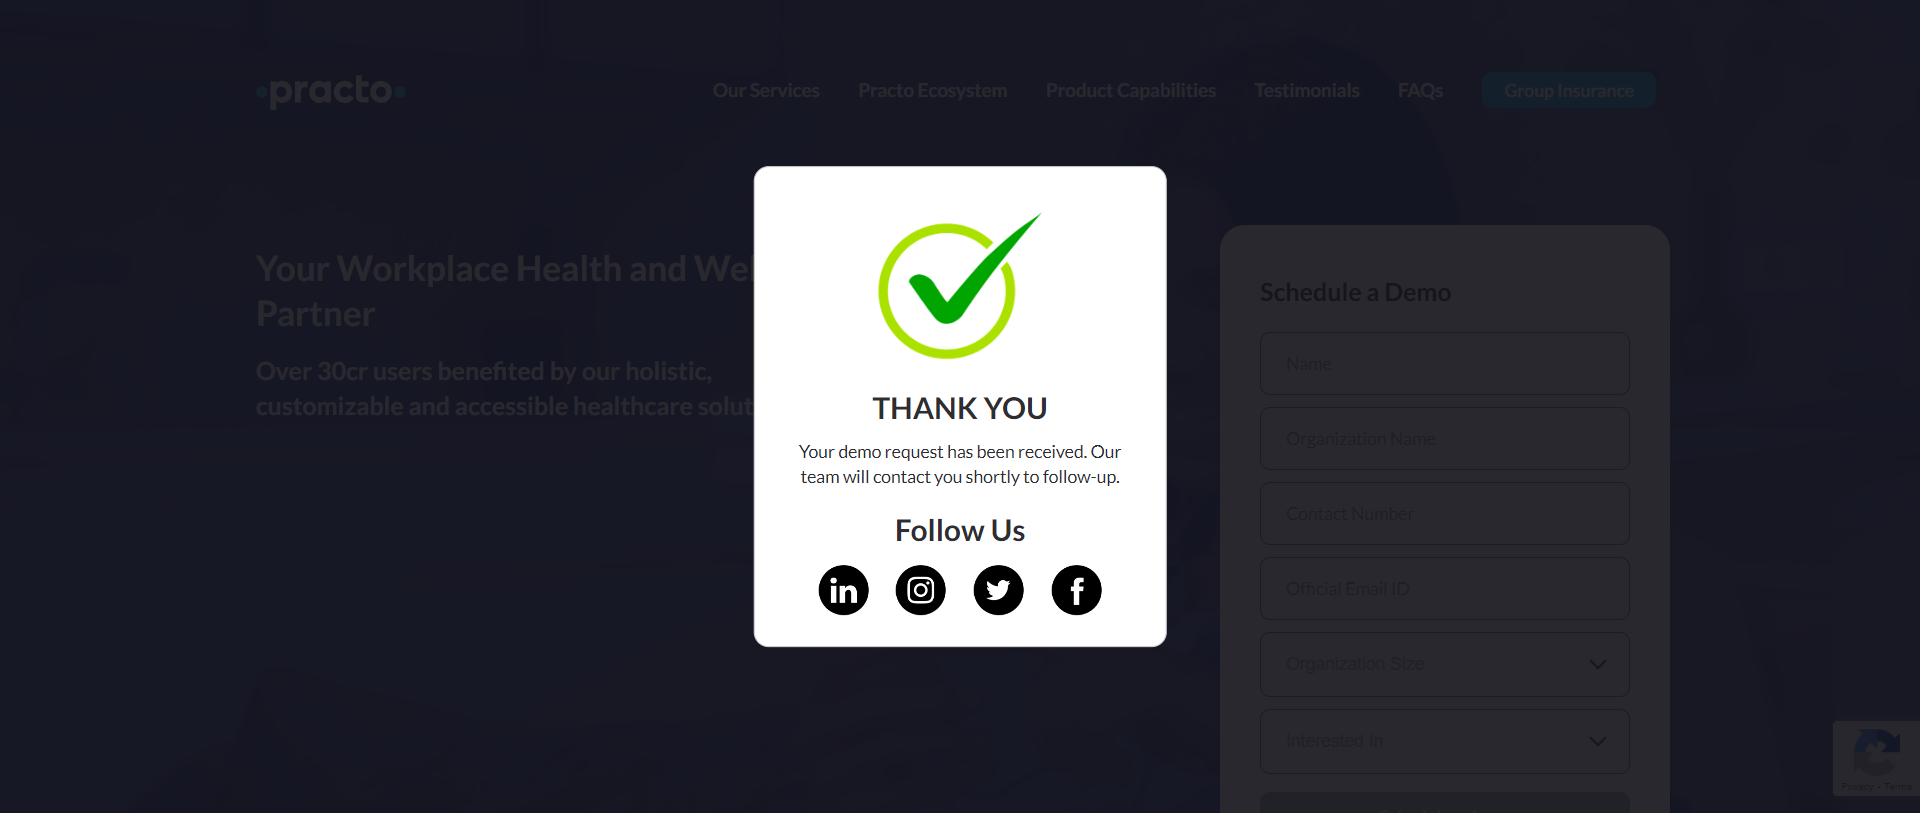 practo
Our Services
Practo Ecosystem
Product Capabilities
Testimonials
FAQs
Group Insurance
Your Workplace Health and Wel
Partner
Over 30cr users benefited by our holistic,
customizable and accessible healthcare solut
THANK YOU
Your demo request has been received. Our
team will contact you shortly to follow-up.
Follow Us
Schedule a Demo
Name
Organization Name
Contact Number
Official Email ID
Organization Size
Interested In
Privacy - Terms